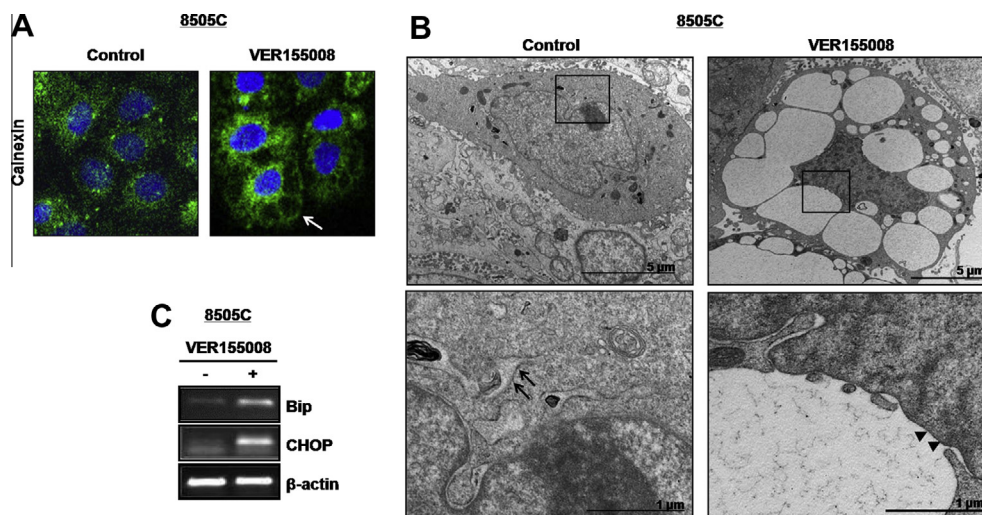 A
8505C
Control VER155008
Calnexin
B
8505C
Control VER155008
5 µm 5 µm
1 µm 1 µm
C
8505C
VER155008
- +
Bip
CHOP
β-actin